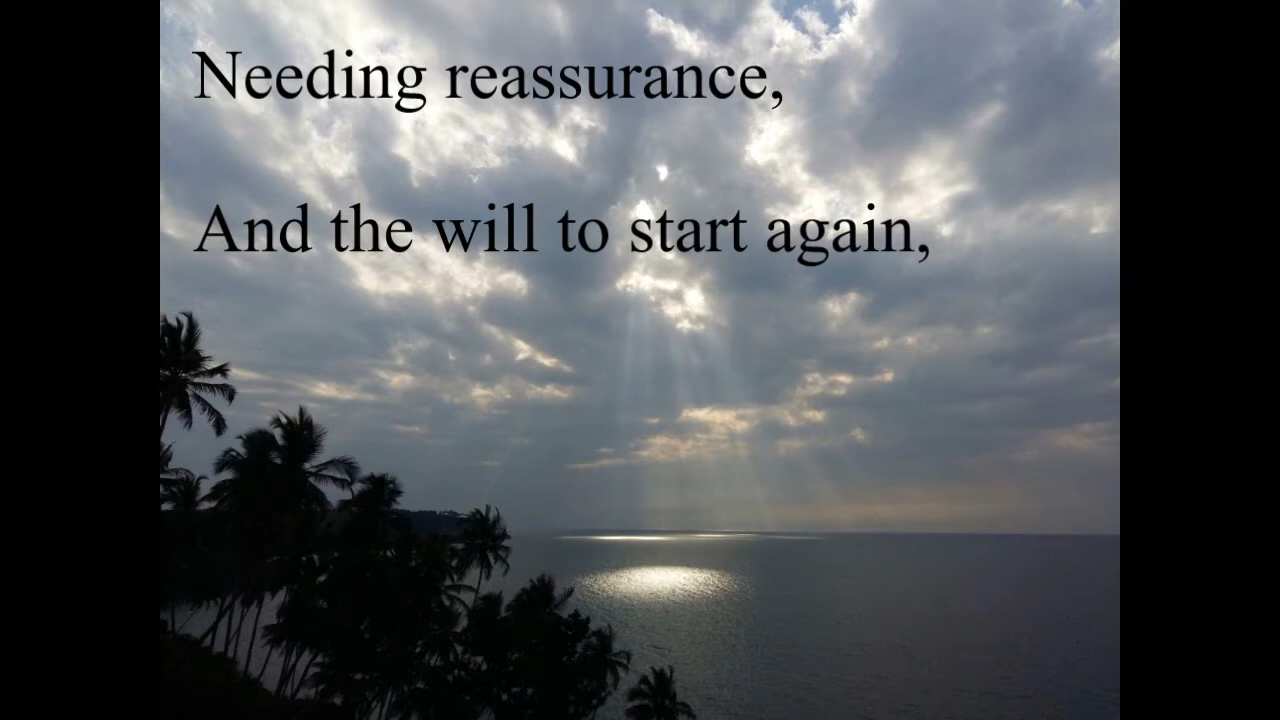 Needing reassurance,
And the will to start again,